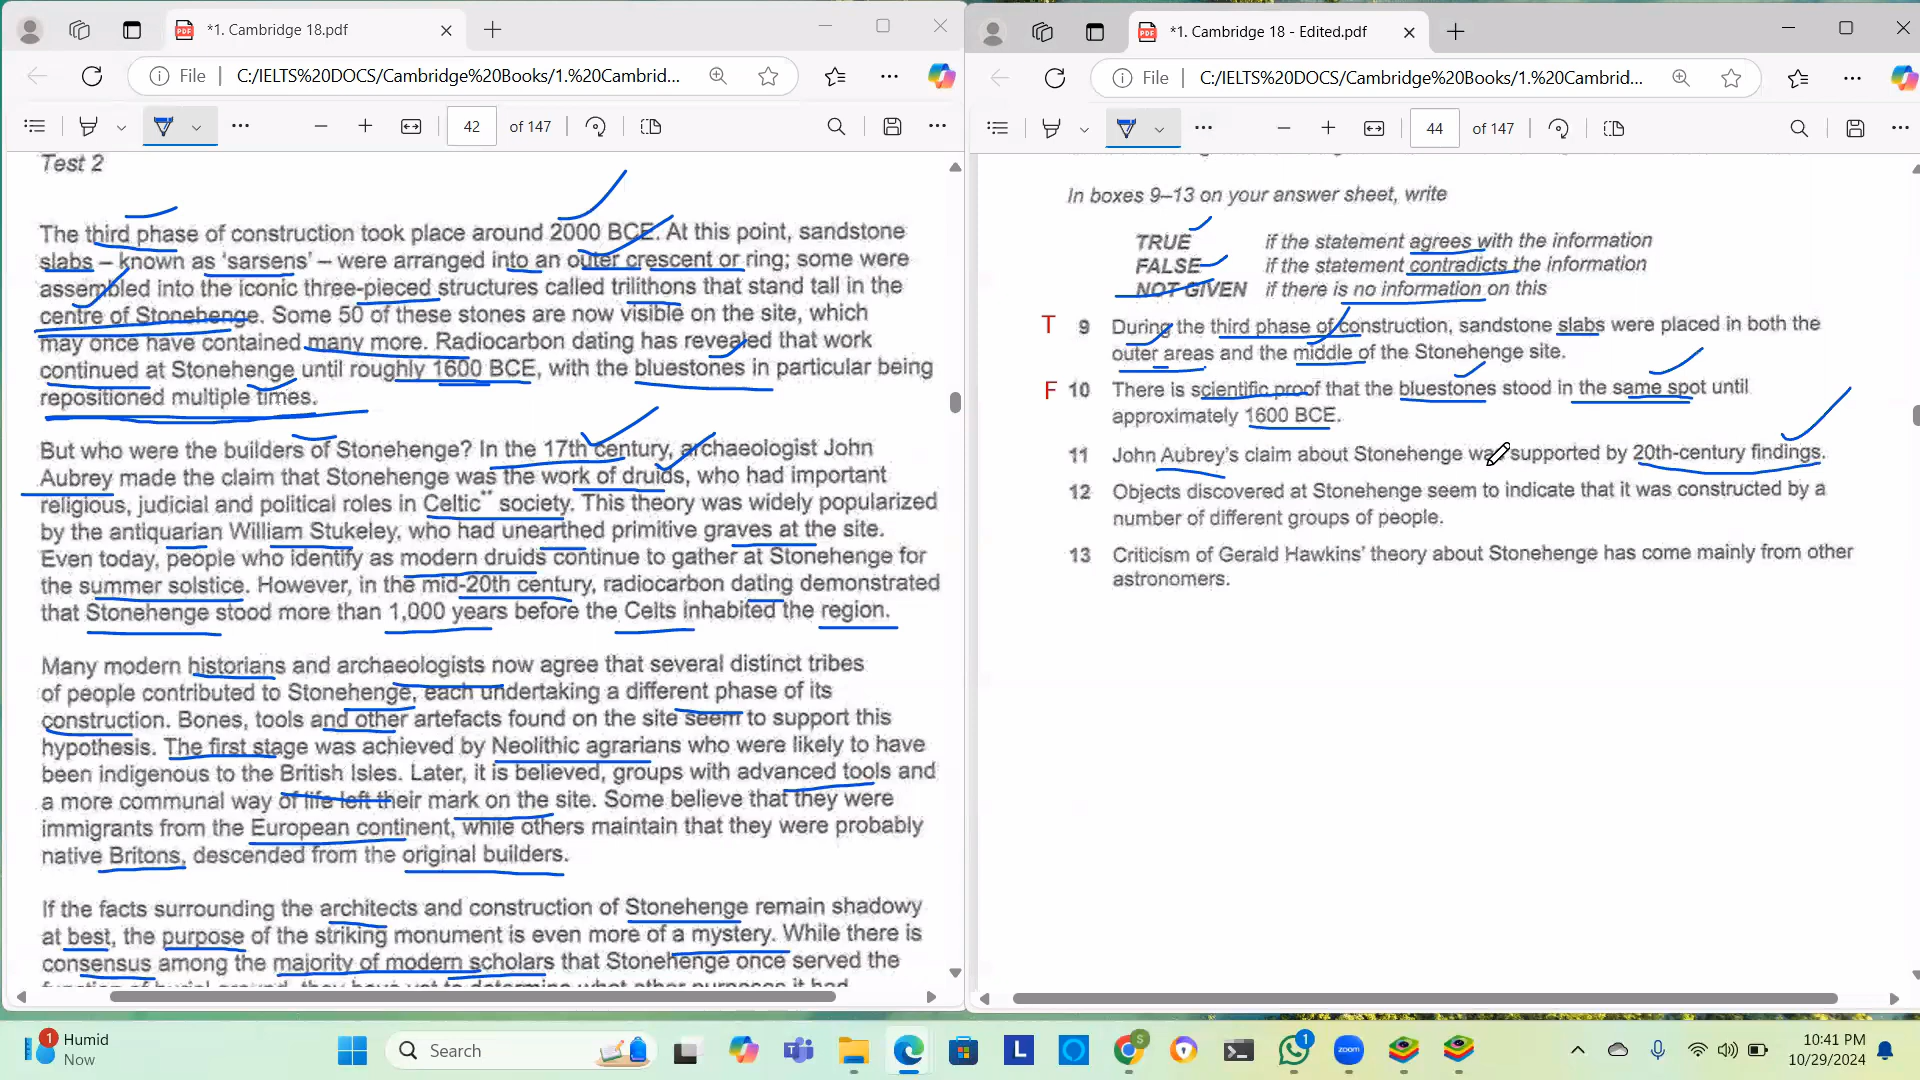 *1. Cambridge 18.pdf
File
C:/IELTS%20DOCS/Cambridge%20Books/1.%20Cambrid...
42 of 147
Test 2
The third phase of construction took place around 2000 BCE. At this point, sandstone
slabs – known as 'sarsens' – were arranged into an outer crescent or ring; some were
assembled into the iconic three-pieced structures called trilithons that stand tall in the
centre of Stonehenge. Some 50 of these stones are now visible on the site, which
may once have contained many more. Radiocarbon dating has revealed that work
continued at Stonehenge until roughly 1600 BCE, with the bluestones in particular being
repositioned multiple times.
But who were the builders of Stonehenge? In the 17th century, archaeologist John
Aubrey made the claim that Stonehenge was the work of druids, who had important
religious, judicial and political roles in Celtic** society. This theory was widely popularized
by the antiquarian William Stukeley, who had unearthed primitive graves at the site.
Even today, people who identify as modern druids continue to gather at Stonehenge for
the summer solstice. However, in the mid-20th century, radiocarbon dating demonstrated
that Stonehenge stood more than 1,000 years before the Celts inhabited the region.
Many modern historians and archaeologists now agree that several distinct tribes
of people contributed to Stonehenge, each undertaking a different phase of its
construction. Bones, tools and other artefacts found on the site seem to support this
hypothesis. The first stage was achieved by Neolithic agrarians who were likely to have
been indigenous to the British Isles. Later, it is believed, groups with advanced tools and
a more communal way of life left their mark on the site. Some believe that they were
immigrants from the European continent, while others maintain that they were probably
native Britons, descended from the original builders.
If the facts surrounding the architects and construction of Stonehenge remain shadowy
at best, the purpose of the striking monument is even more of a mystery. While there is
consensus among the majority of modern scholars that Stonehenge once served the
*1. Cambridge 18 - Edited.pdf
File
C:/IELTS%20DOCS/Cambridge%20Books/1.%20Cambrid...
44 of 147
In boxes 9–13 on your answer sheet, write
TRUE if the statement agrees with the information
FALSE if the statement contradicts the information
NOT GIVEN if there is no information on this
T 9 During the third phase of construction, sandstone slabs were placed in both the
outer areas and the middle of the Stonehenge site.
F 10 There is scientific proof that the bluestones stood in the same spot until
approximately 1600 BCE.
11 John Aubrey's claim about Stonehenge was supported by 20th-century findings.
12 Objects discovered at Stonehenge seem to indicate that it was constructed by a
number of different groups of people.
13 Criticism of Gerald Hawkins' theory about Stonehenge has come mainly from other
astronomers.
1
Humid
Now
Search
L
S
1
zoom
10:41 PM
10/29/2024